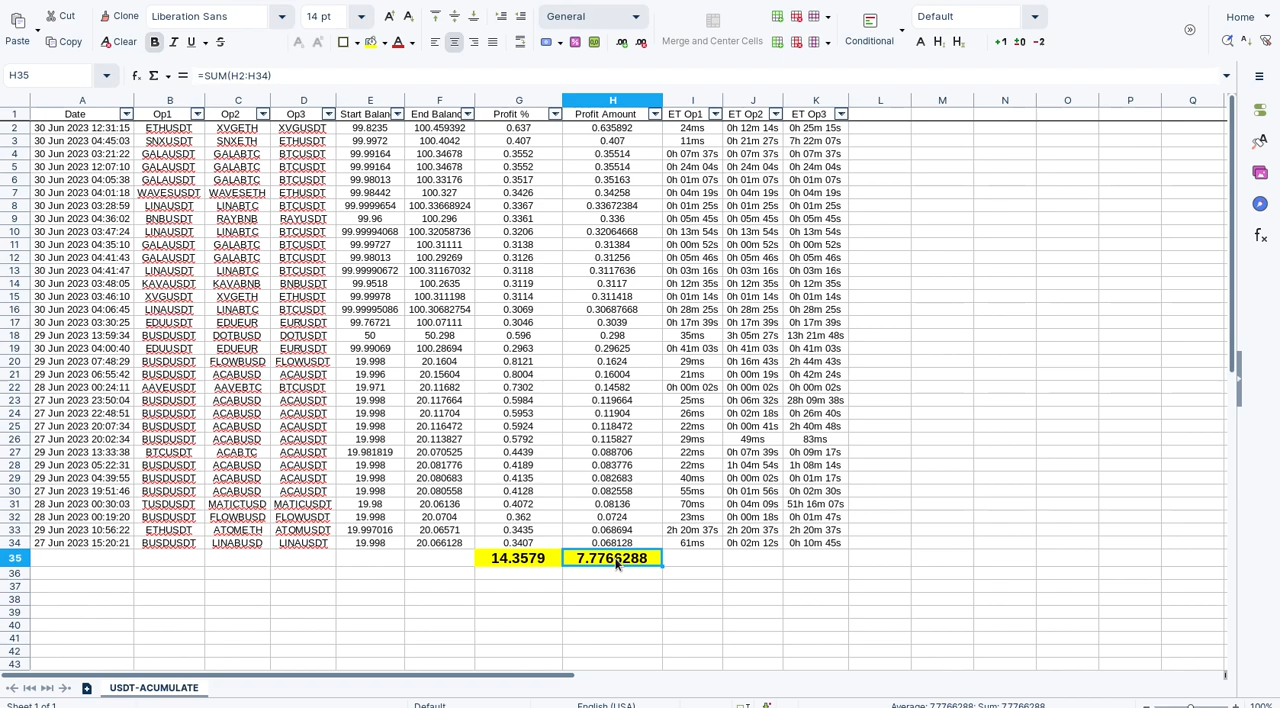 Cut Clone Liberation Sans 14 pt A A General Default Home
Paste Copy Clear B I U S A A A Merge and Center Cells Conditional A H1 H2 +1 ±0 −2
H35 fx Σ = =SUM(H2:H34)
A B C D E F G H I J K L M N O P Q
1 Date Op1 Op2 Op3 Start Balan End Balanc Profit % Profit Amount ET Op1 ET Op2 ET Op3
2 30 Jun 2023 12:31:15 ETHUSDT XVGETH XVGUSDT 99.8235 100.459392 0.637 0.635892 24ms 0h 12m 14s 0h 25m 15s
3 30 Jun 2023 04:45:03 SNXUSDT SNXETH ETHUSDT 99.9972 100.4042 0.407 0.407 11ms 0h 21m 27s 7h 22m 07s
4 30 Jun 2023 03:21:22 GALAUSDT GALABTC BTCUSDT 99.99164 100.34678 0.3552 0.35514 0h 07m 37s 0h 07m 37s 0h 07m 37s
5 30 Jun 2023 12:07:10 GALAUSDT GALABTC BTCUSDT 99.99164 100.34678 0.3552 0.35514 0h 24m 04s 0h 24m 04s 0h 24m 04s
6 30 Jun 2023 04:05:38 GALAUSDT GALABTC BTCUSDT 99.98013 100.33176 0.3517 0.35163 0h 01m 07s 0h 01m 07s 0h 01m 07s
7 30 Jun 2023 04:01:18 WAVESUSDT WAVESETH ETHUSDT 99.98442 100.327 0.3426 0.34258 0h 04m 19s 0h 04m 19s 0h 04m 19s
8 30 Jun 2023 03:28:59 LINAUSDT LINABTC BTCUSDT 99.9999654 100.33668924 0.3367 0.33672384 0h 01m 25s 0h 01m 25s 0h 01m 25s
9 30 Jun 2023 04:36:02 BNBUSDT RAYBNB RAYUSDT 99.96 100.296 0.3361 0.336 0h 05m 45s 0h 05m 45s 0h 05m 45s
10 30 Jun 2023 03:47:24 LINAUSDT LINABTC BTCUSDT 99.99994068 100.32058736 0.3206 0.32064668 0h 13m 54s 0h 13m 54s 0h 13m 54s
11 30 Jun 2023 04:35:10 GALAUSDT GALABTC BTCUSDT 99.99727 100.31111 0.3138 0.31384 0h 00m 52s 0h 00m 52s 0h 00m 52s
12 30 Jun 2023 04:41:43 GALAUSDT GALABTC BTCUSDT 99.98013 100.29269 0.3126 0.31256 0h 05m 46s 0h 05m 46s 0h 05m 46s
13 30 Jun 2023 04:41:47 LINAUSDT LINABTC BTCUSDT 99.99990672 100.31167032 0.3118 0.3117636 0h 03m 16s 0h 03m 16s 0h 03m 16s
14 30 Jun 2023 03:48:05 KAVAUSDT KAVABNB BNBUSDT 99.9518 100.2635 0.3119 0.3117 0h 12m 35s 0h 12m 35s 0h 12m 35s
15 30 Jun 2023 03:46:10 XVGUSDT XVGETH ETHUSDT 99.99978 100.311198 0.3114 0.311418 0h 01m 14s 0h 01m 14s 0h 01m 14s
16 30 Jun 2023 04:06:45 LINAUSDT LINABTC BTCUSDT 99.99995086 100.30682754 0.3069 0.30687668 0h 28m 25s 0h 28m 25s 0h 28m 25s
17 30 Jun 2023 03:30:25 EDUUSDT EDUEUR EURUSDT 99.76721 100.07111 0.3046 0.3039 0h 17m 39s 0h 17m 39s 0h 17m 39s
18 29 Jun 2023 13:59:34 BUSDUSDT DOTBUSD DOTUSDT 50 50.298 0.596 0.298 35ms 3h 05m 27s 13h 21m 48s
19 30 Jun 2023 04:00:40 EDUUSDT EDUEUR EURUSDT 99.99069 100.28694 0.2963 0.29625 0h 41m 03s 0h 41m 03s 0h 41m 03s
20 29 Jun 2023 07:48:29 BUSDUSDT FLOWBUSD FLOWUSDT 19.998 20.1604 0.8121 0.1624 29ms 0h 16m 43s 2h 44m 43s
21 29 Jun 2023 06:55:42 BUSDUSDT ACABUSD ACAUSDT 19.996 20.15604 0.8004 0.16004 21ms 0h 00m 19s 0h 42m 24s
22 28 Jun 2023 00:24:11 AAVEUSDT AAVEBTC BTCUSDT 19.971 20.11682 0.7302 0.14582 0h 00m 02s 0h 00m 02s 0h 00m 02s
23 27 Jun 2023 23:50:04 BUSDUSDT ACABUSD ACAUSDT 19.998 20.117664 0.5984 0.119664 25ms 0h 06m 32s 28h 09m 38s
24 27 Jun 2023 22:48:51 BUSDUSDT ACABUSD ACAUSDT 19.998 20.11704 0.5953 0.11904 26ms 0h 02m 18s 0h 26m 40s
25 27 Jun 2023 20:07:34 BUSDUSDT ACABUSD ACAUSDT 19.998 20.116472 0.5924 0.118472 22ms 0h 00m 41s 2h 40m 48s
26 27 Jun 2023 20:02:34 BUSDUSDT ACABUSD ACAUSDT 19.998 20.113827 0.5792 0.115827 29ms 49ms 83ms
27 29 Jun 2023 13:33:38 BTCUSDT ACABTC ACAUSDT 19.981819 20.070525 0.4439 0.088706 22ms 0h 07m 39s 0h 09m 17s
28 29 Jun 2023 05:22:31 BUSDUSDT ACABUSD ACAUSDT 19.998 20.081776 0.4189 0.083776 22ms 1h 04m 54s 1h 08m 14s
29 29 Jun 2023 04:39:55 BUSDUSDT ACABUSD ACAUSDT 19.998 20.080683 0.4135 0.082683 40ms 0h 00m 02s 0h 01m 17s
30 27 Jun 2023 19:51:46 BUSDUSDT ACABUSD ACAUSDT 19.998 20.080558 0.4128 0.082558 55ms 0h 01m 56s 0h 02m 30s
31 28 Jun 2023 00:30:03 TUSDUSDT MATICTUSD MATICUSDT 19.98 20.06136 0.4072 0.08136 70ms 0h 04m 09s 51h 16m 07s
32 28 Jun 2023 00:19:20 BUSDUSDT FLOWBUSD FLOWUSDT 19.998 20.0704 0.362 0.0724 23ms 0h 00m 18s 0h 01m 47s
33 29 Jun 2023 10:56:22 ETHUSDT ATOMETH ATOMUSDT 19.997016 20.06571 0.3435 0.068694 2h 20m 37s 2h 20m 37s 2h 20m 37s
34 27 Jun 2023 15:20:21 BUSDUSDT LINABUSD LINAUSDT 19.998 20.066128 0.3407 0.068128 61ms 0h 02m 12s 0h 10m 45s
35 14.3579 7.7766288
36
37
38
39
40
41
42
43
USDT-ACUMULATE
Sheet 1 of 1 Default English (USA) Average: 7.7766288; Sum: 7.7766288 100%